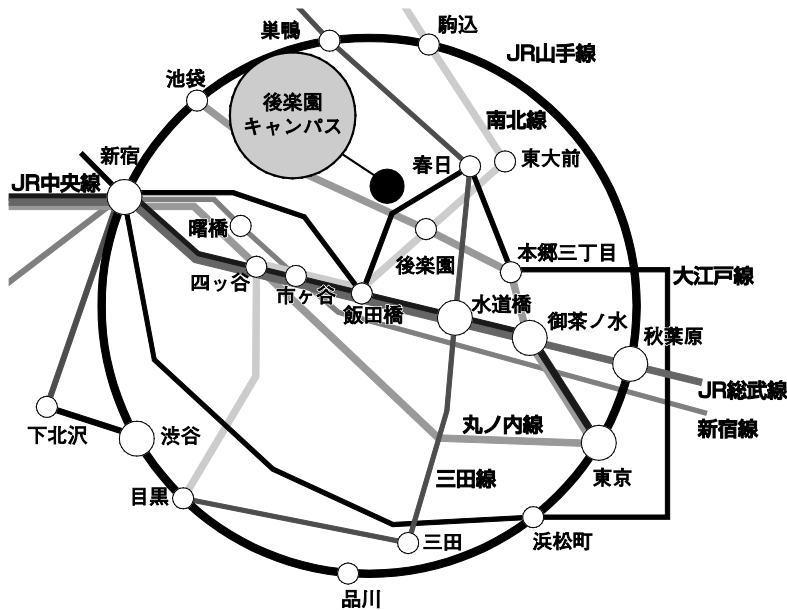 巣鴨
駒込
JR山手線
池袋
後楽園
キャンパス
南北線
新宿
春日
東大前
JR中央線
曙橋
後楽園
本郷三丁目
四ッ谷
市ヶ谷
飯田橋
水道橋
大江戸線
御茶ノ水
秋葉原
JR総武線
新宿線
下北沢
渋谷
丸ノ内線
三田線
東京
目黒
三田
浜松町
品川